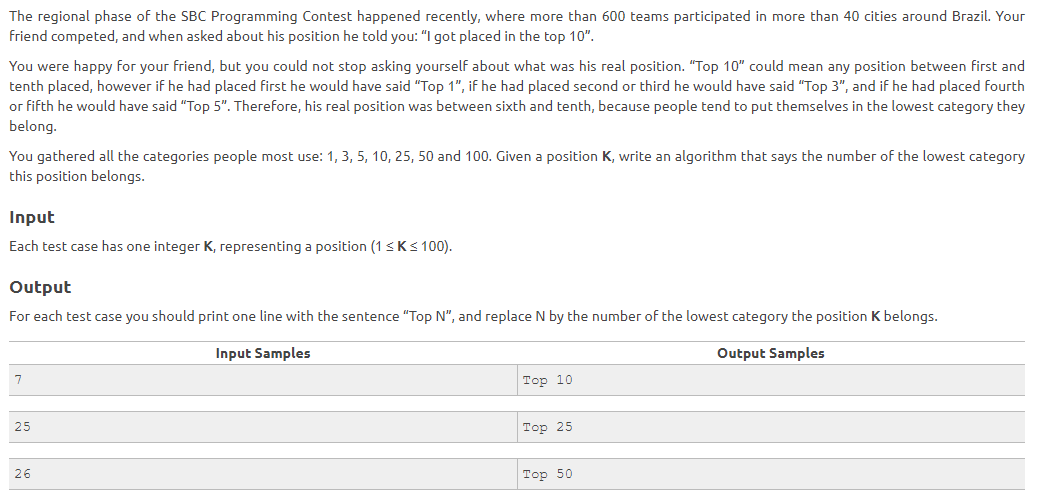 The regional phase of the SBC Programming Contest happened recently, where more than 600 teams participated in more than 40 cities around Brazil. Your
friend competed, and when asked about his position he told you: “I got placed in the top 10”.
You were happy for your friend, but you could not stop asking yourself about what was his real position. “Top 10” could mean any position between first and
tenth placed, however if he had placed first he would have said “Top 1”, if he had placed second or third he would have said “Top 3”, and if he had placed fourth
or fifth he would have said “Top 5”. Therefore, his real position was between sixth and tenth, because people tend to put themselves in the lowest category they
belong.
You gathered all the categories people most use: 1, 3, 5, 10, 25, 50 and 100. Given a position K, write an algorithm that says the number of the lowest category
this position belongs.
Input
Each test case has one integer K, representing a position (1 ≤ K ≤ 100).
Output
For each test case you should print one line with the sentence “Top N”, and replace N by the number of the lowest category the position K belongs.
Input Samples Output Samples
7 Top 10
25 Top 25
26 Top 50